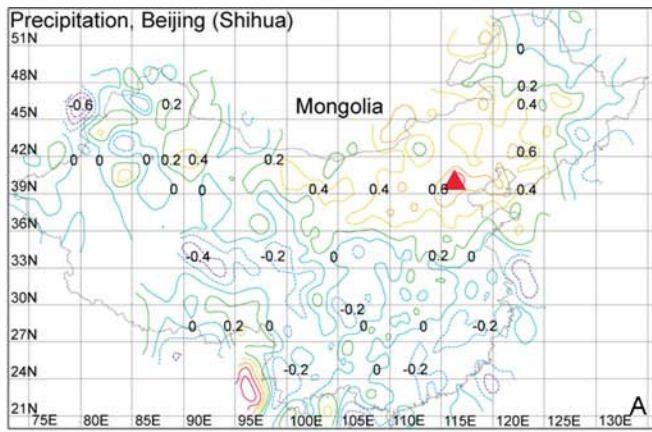 Precipitation, Beijing (Shihua)
51N
0
48N
0.2
-0.6 0.2 Mongolia 0.4
45N
42N
0.6
0 0 0 0.2 0.4 0.2
39N
0 0 0.4 0.4 0.6 0.4
36N
33N
-0.4 -0.2 0 0.2 0
30N
-0.2
27N
0 0.2 0 0 0 -0.2
24N
-0.2 0 -0.2
21N
A
75E 80E 85E 90E 95E 100E 105E 110E 115E 120E 125E 130E